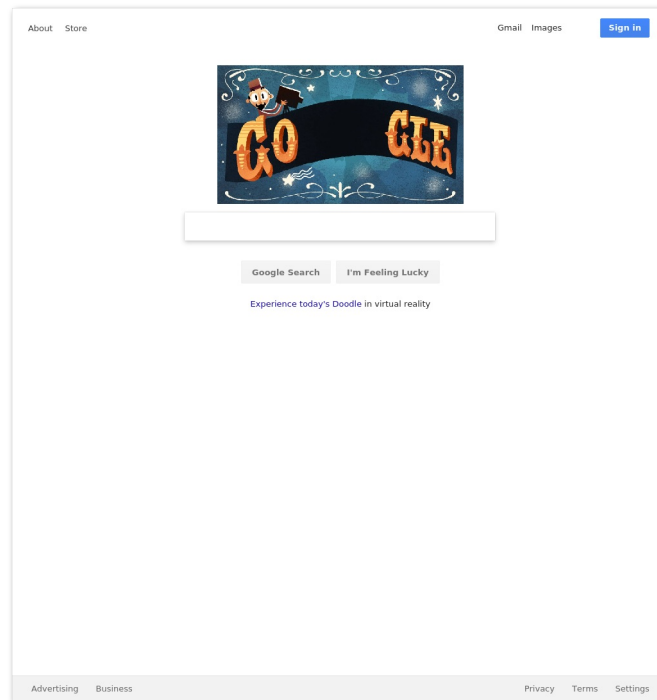 About Store
Gmail Images Sign in
GO GLE
Google Search I'm Feeling Lucky
Experience today's Doodle in virtual reality
Advertising Business
Privacy Terms Settings